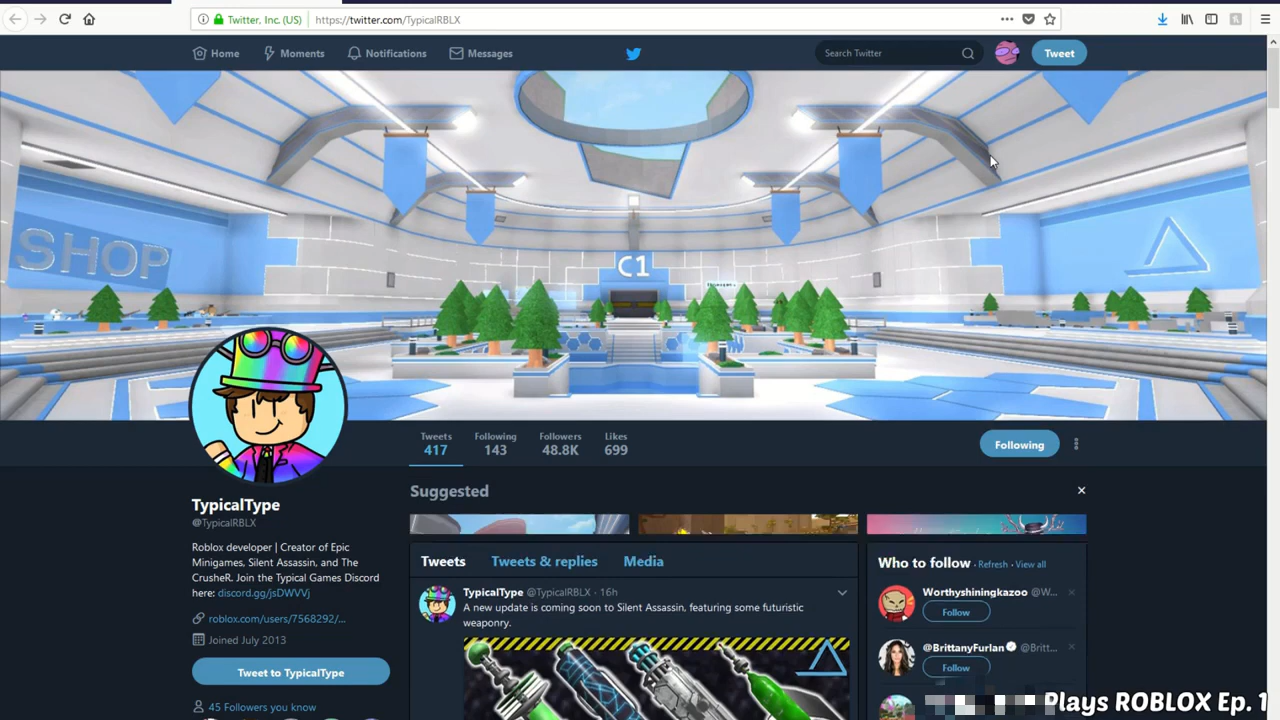 Twitter, Inc. (US)
https://twitter.com/TypicalRBLX
Home
Moments
Notifications
Messages
Search Twitter
Tweet
SHOP
C1
Tweets
417
Following
143
Followers
48.8K
Likes
699
Following
TypicalType
@TypicalRBLX
Roblox developer | Creator of Epic
Minigames, Silent Assassin, and The
CrusheR. Join the Typical Games Discord
here: discord.gg/jsDWVVj
roblox.com/users/7568292/...
Joined July 2013
Tweet to TypicalType
45 Followers you know
Suggested
Tweets
Tweets & replies
Media
TypicalType @TypicalRBLX · 16h
A new update is coming soon to Silent Assassin, featuring some futuristic
weaponry.
Who to follow · Refresh · View all
Worthyshiningkazoo @W...
Follow
@BrittanyFurlan @Britt...
Follow
Plays ROBLOX Ep. 1